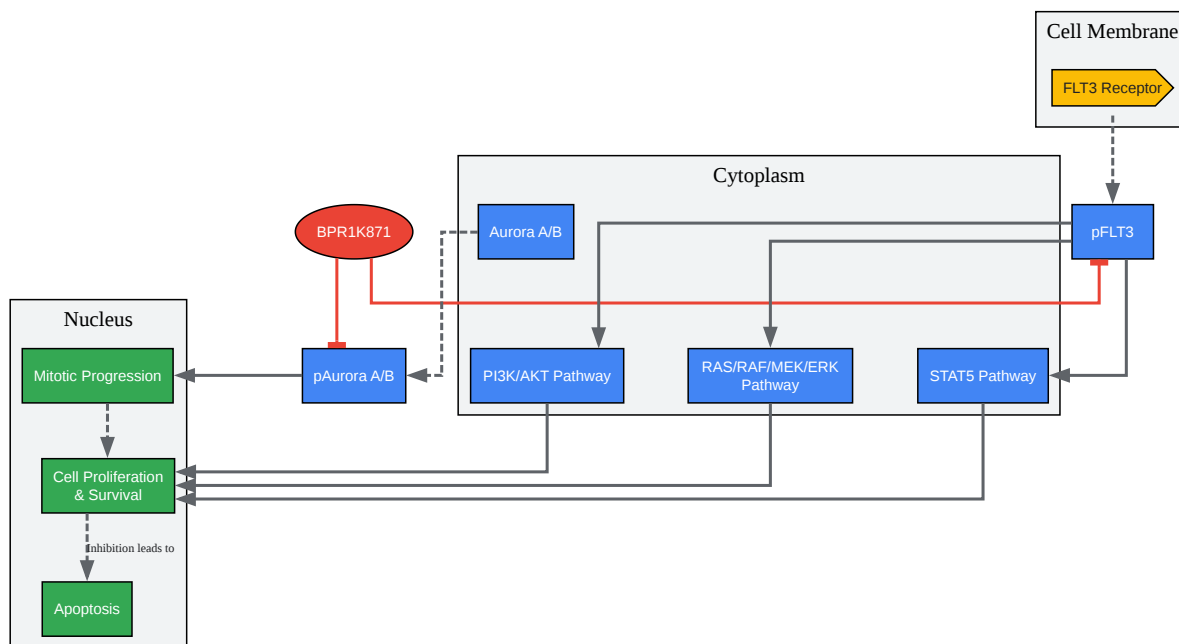 Cell Membrane
FLT3 Receptor
Cytoplasm
BPR1K871
Aurora A/B
pFLT3
Nucleus
Mitotic Progression
pAurora A/B
PI3K/AKT Pathway
RAS/RAF/MEK/ERK
Pathway
STAT5 Pathway
Cell Proliferation
& Survival
Inhibition leads to
Apoptosis